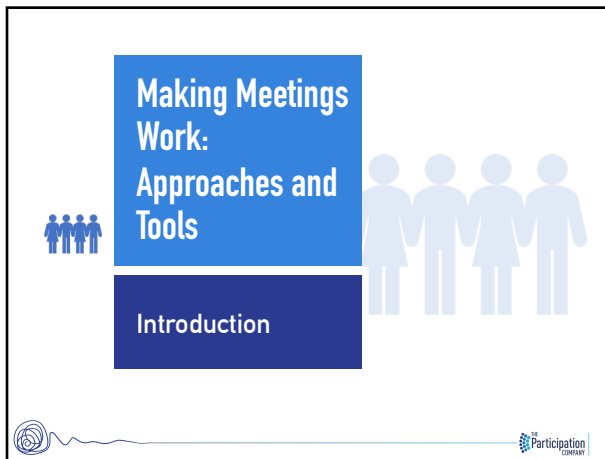 Making Meetings
Work:
Approaches and
Tools
Introduction
THE
Participation
COMPANY